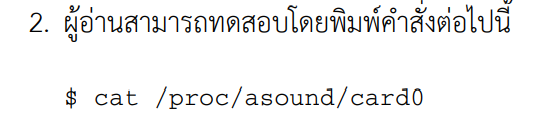 2. ผู้อ่านสามารถทดสอบโดยพิมพ์คำสั่งต่อไปนี้
$ cat /proc/asound/card0